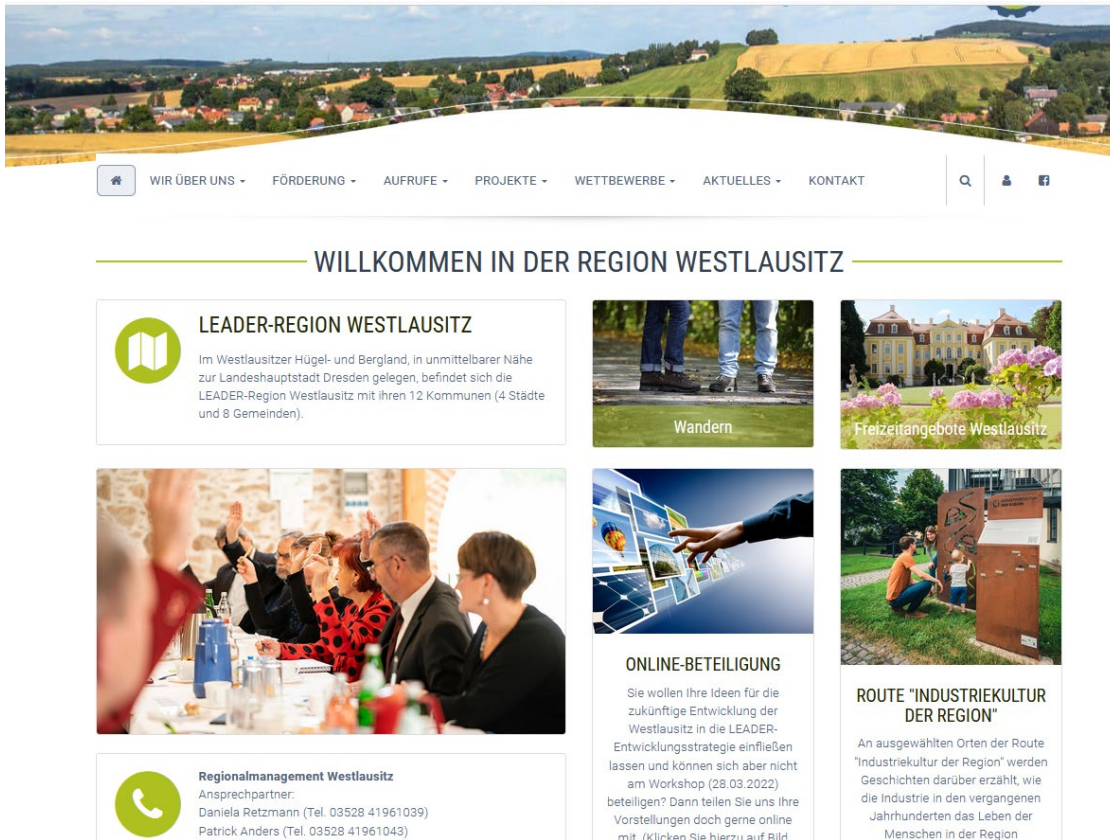 WIR ÜBER UNS
FÖRDERUNG
AUFRUFE
PROJEKTE
WETTBEWERBE
AKTUELLES
KONTAKT
WILLKOMMEN IN DER REGION WESTLAUSITZ
LEADER-REGION WESTLAUSITZ
Im Westlausitzer Hügel- und Bergland, in unmittelbarer Nähe
zur Landeshauptstadt Dresden gelegen, befindet sich die
LEADER-Region Westlausitz mit ihren 12 Kommunen (4 Städte
und 8 Gemeinden).
Wandern
Freizeitangebote Westlausitz
Regionalmanagement Westlausitz
Ansprechpartner:
Daniela Retzmann (Tel. 03528 41961039)
Patrick Anders (Tel. 03528 41961043)
ONLINE-BETEILIGUNG
Sie wollen Ihre Ideen für die
zukünftige Entwicklung der
Westlausitz in die LEADER-
Entwicklungsstrategie einfließen
lassen und können sich aber nicht
am Workshop (28.03.2022)
beteiligen? Dann teilen Sie uns Ihre
Vorstellungen doch gerne online
mit. (Klicken Sie hierzu auf Bild
ROUTE "INDUSTRIEKULTUR
DER REGION"
An ausgewählten Orten der Route
"Industriekultur der Region" werden
Geschichten darüber erzählt, wie
die Industrie in den vergangenen
Jahrhunderten das Leben der
Menschen in der Region